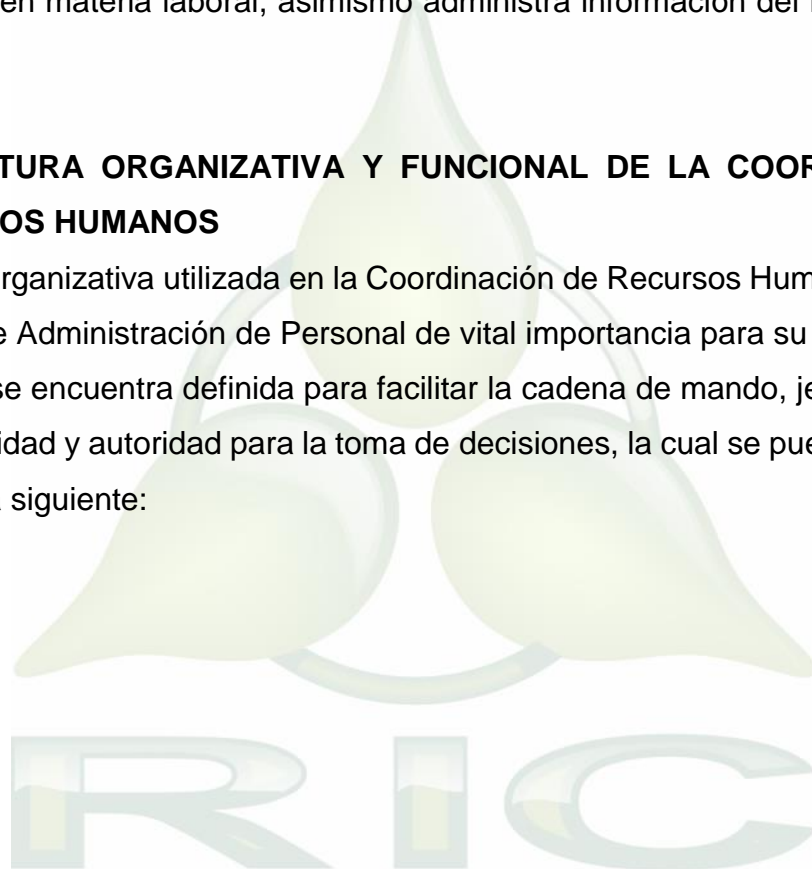 en materia laboral, asimismo administra información del
TURA ORGANIZATIVA Y FUNCIONAL DE LA COOR
OS HUMANOS
rganizativa utilizada en la Coordinación de Recursos Hum
e Administración de Personal de vital importancia para su
se encuentra definida para facilitar la cadena de mando, je
idad y autoridad para la toma de decisiones, la cual se pue
siguiente:
RIC